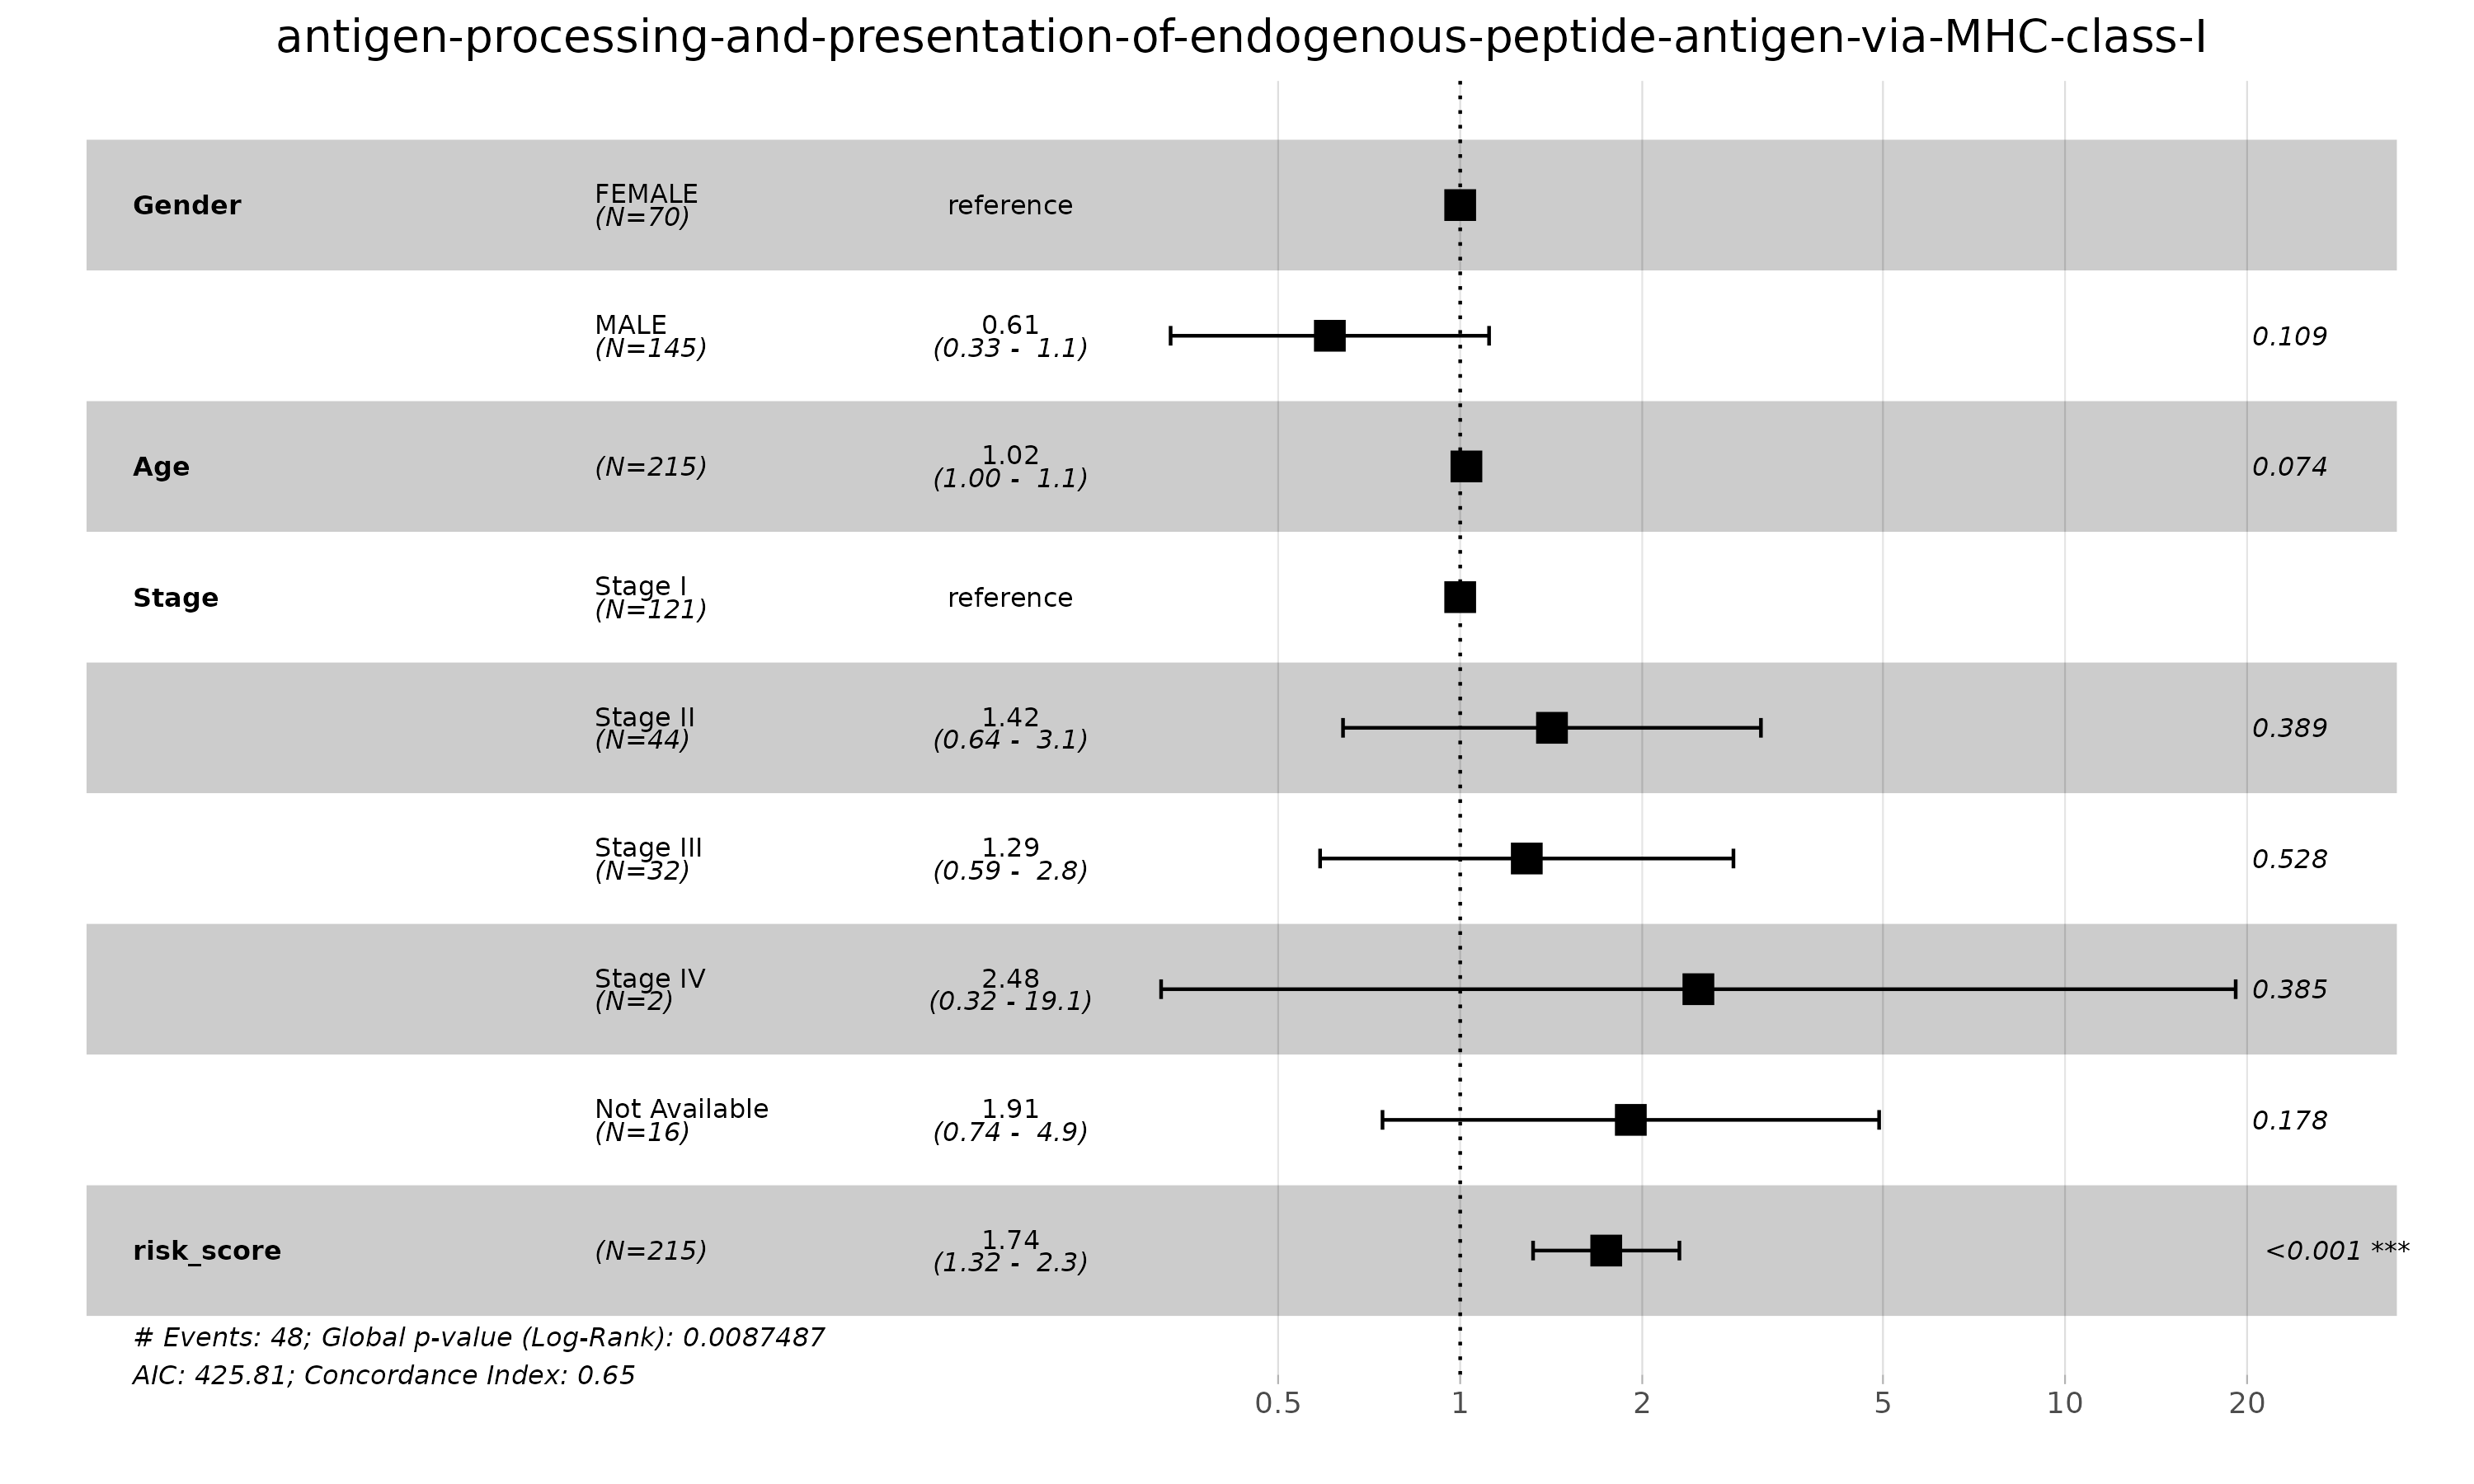 antigen-processing-and-presentation-of-endogenous-peptide-antigen-via-MHC-class-I
Gender FEMALE reference
(N=70)
MALE 0.61 0.109
(N=145) (0.33 - 1.1)
Age (N=215) 1.02 0.074
(1.00 - 1.1)
Stage Stage I reference
(N=121)
Stage II 1.42 0.389
(N=44) (0.64 - 3.1)
Stage III 1.29 0.528
(N=32) (0.59 - 2.8)
Stage IV 2.48 0.385
(N=2) (0.32 - 19.1)
Not Available 1.91 0.178
(N=16) (0.74 - 4.9)
risk_score (N=215) 1.74 <0.001 ***
(1.32 - 2.3)
# Events: 48; Global p-value (Log-Rank): 0.0087487
AIC: 425.81; Concordance Index: 0.65
0.5 1 2 5 10 20